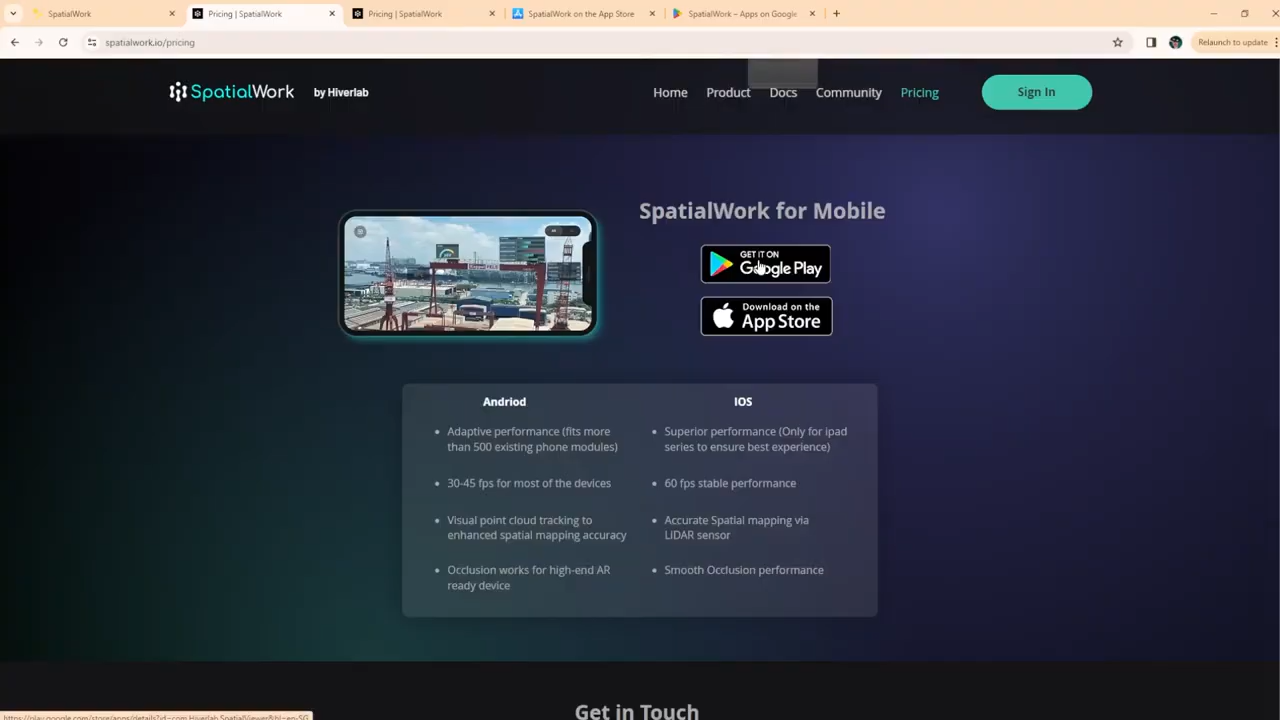 SpatialWork
Pricing | SpatialWork
Pricing | SpatialWork
SpatialWork on the App Store
SpatialWork – Apps on Google
spatialwork.io/pricing
Relaunch to update
SpatialWork
by Hiverlab
Home
Product
Docs
Community
Pricing
Sign In
SpatialWork for Mobile
GET IT ON
Google Play
Download on the
App Store
Andriod
IOS
Adaptive performance (fits more
than 500 existing phone modules)
Superior performance (Only for ipad
series to ensure best experience)
30-45 fps for most of the devices
60 fps stable performance
Visual point cloud tracking to
enhanced spatial mapping accuracy
Accurate Spatial mapping via
LiDAR sensor
Occlusion works for high-end AR
ready device
Smooth Occlusion performance
Get in Touch